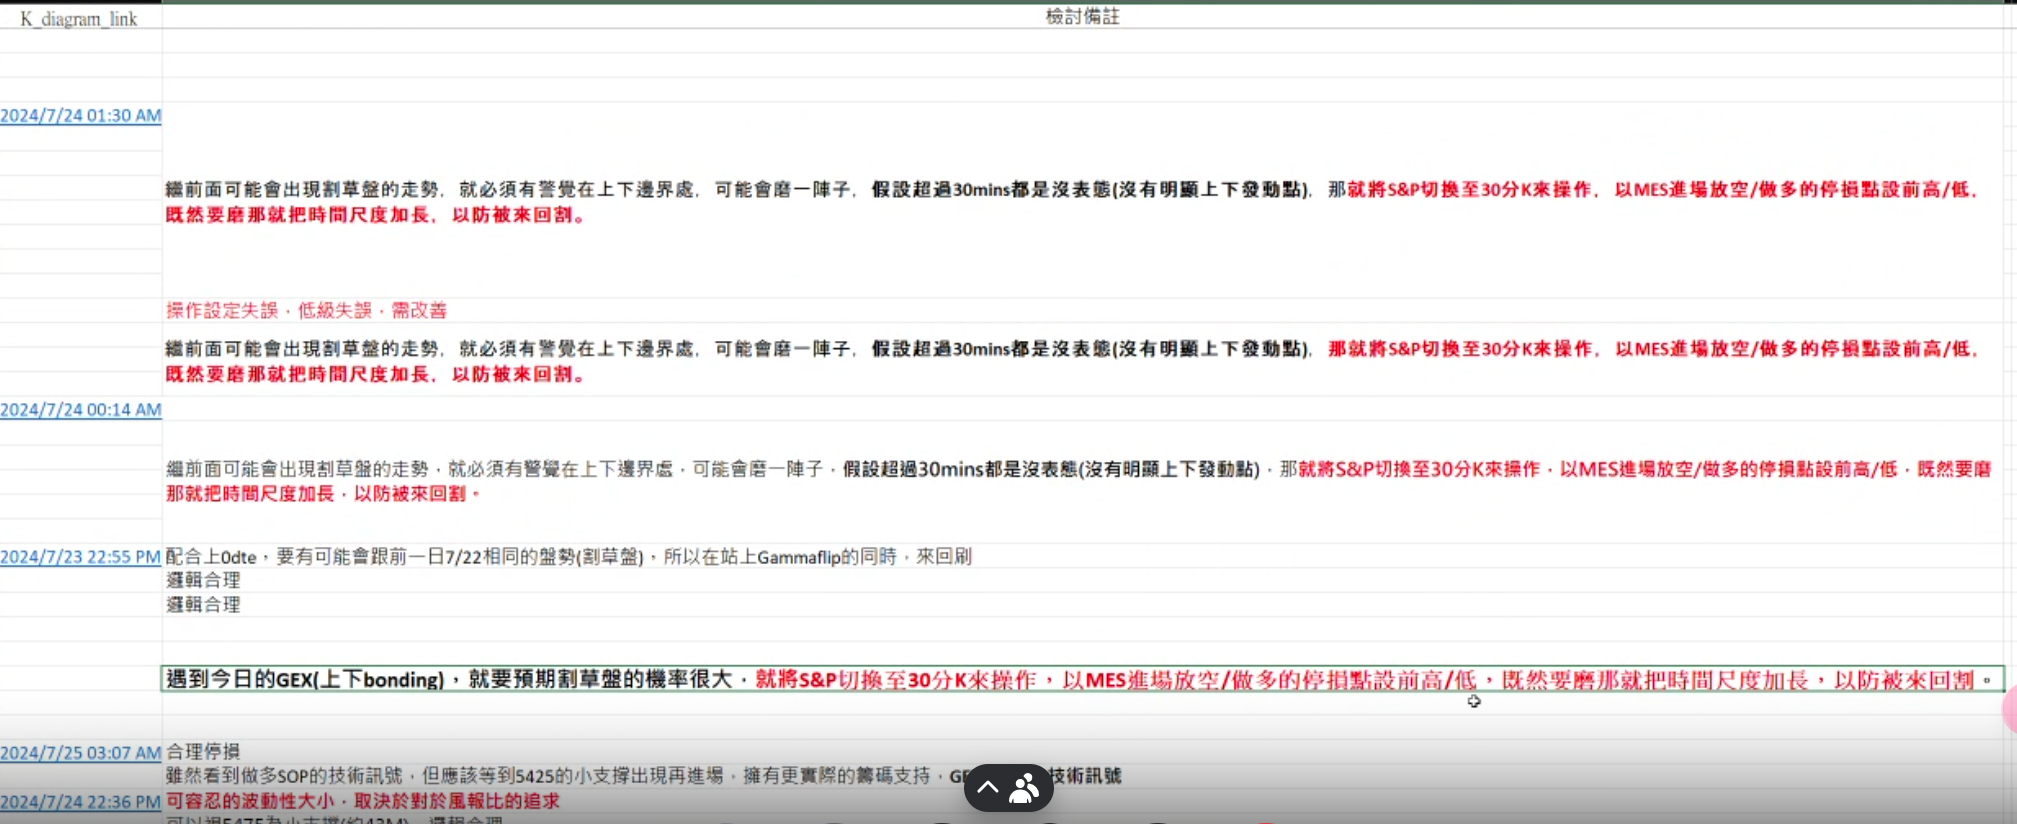 K_diagram_link 檢討備註
2024/7/24 01:30 AM
繼前面可能會出現割草盤的走勢，就必須有警覺在上下邊界處，可能會磨一陣子，假設超過30mins都是沒表態(沒有明顯上下發動點)，那就將S&P切換至30分K來操作，以MES進場放空/做多的停損點設前高/低，
既然要磨那就把時間尺度加長，以防被來回割。
操作設定失誤，低級失誤，需改善
繼前面可能會出現割草盤的走勢，就必須有警覺在上下邊界處，可能會磨一陣子，假設超過30mins都是沒表態(沒有明顯上下發動點)，那就將S&P切換至30分K來操作，以MES進場放空/做多的停損點設前高/低，
既然要磨那就把時間尺度加長，以防被來回割。
2024/7/24 00:14 AM
繼前面可能會出現割草盤的走勢，就必須有警覺在上下邊界處，可能會磨一陣子，假設超過30mins都是沒表態(沒有明顯上下發動點)，那就將S&P切換至30分K來操作，以MES進場放空/做多的停損點設前高/低，既然要磨
那就把時間尺度加長，以防被來回割。
2024/7/23 22:55 PM 配合上0dte，要有可能會跟前一日7/22相同的盤勢(割草盤)，所以在站上Gammaflip的同時，來回刷
邏輯合理
邏輯合理
遇到今日的GEX(上下bonding)，就要預期割草盤的機率很大，就將S&P切換至30分K來操作，以MES進場放空/做多的停損點設前高/低，既然要磨那就把時間尺度加長，以防被來回割。
2024/7/25 03:07 AM 合理停損
雖然看到做多SOP的技術訊號，但應該等到5425的小支撐出現再進場，擁有更實際的籌碼支持，技術訊號
2024/7/24 22:36 PM 可容忍的波動性大小，取決於對於風報比的追求